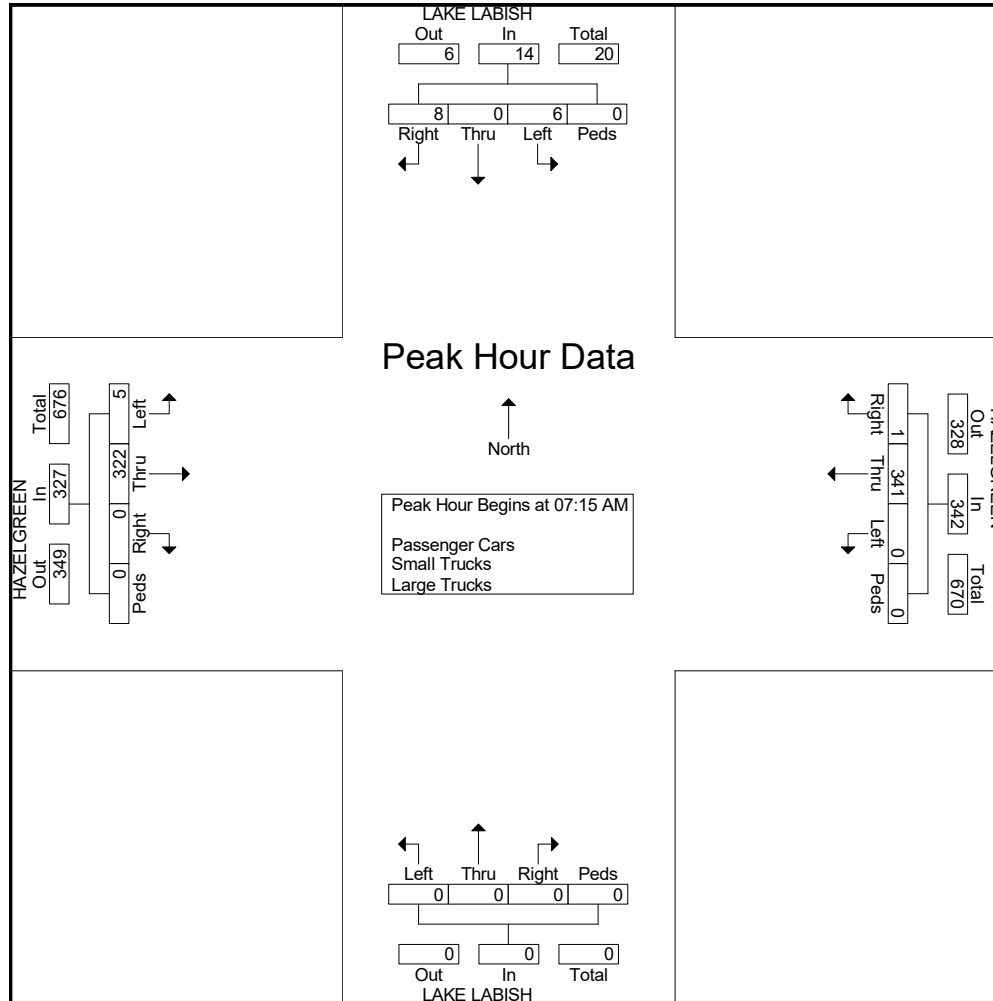 LAKE LABISH
Out In Total
6 14 20
8 0 6 0
Right Thru Left Peds
Peak Hour Data
North
Peak Hour Begins at 07:15 AM
Passenger Cars
Small Trucks
Large Trucks
HAZELGREEN
Out In Total
349 327 676
5 322 0 0
Left Thru Right Peds
Out In Total
328 342 670
1 341 0 0
Right Thru Left Peds
Left Thru Right Peds
0 0 0 0
0 0 0
Out In Total
LAKE LABISH